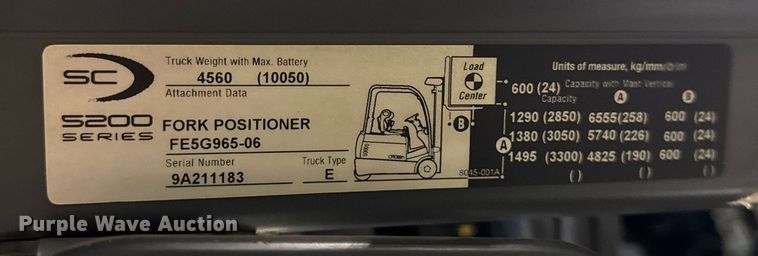 SC
5200
SERIES
Truck Weight with Max. Battery
4560 (10050)
Attachment Data
FORK POSITIONER
FE5G965-06
Serial Number
Truck Type
9A211183
E
CROWN
Load
Center
B
A
8045-001A
Units of measure, kg/mm
600 (24)
Capacity with Mast Vertical
Capacity A B
1290 (2850) 6555(258) 600 (24)
1380 (3050) 5740 (226) 600 (24)
1495 (3300) 4825 (190) 600 (24)
( ) ( ) ( )
Purple Wave Auction